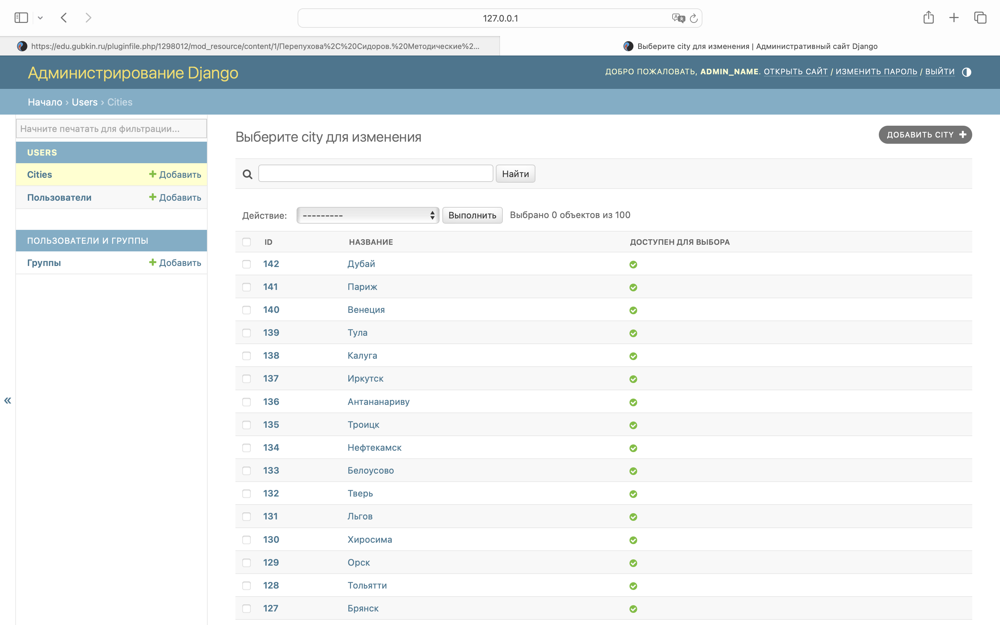 127.0.0.1
https://edu.gubkin.ru/pluginfile.php/1298012/mod_resource/content/1/Перепухова%2C%20Сидоров.%20Методические%2...
Выберите city для изменения | Административный сайт Django
Администрирование Django
ДОБРО ПОЖАЛОВАТЬ, ADMIN_NAME. ОТКРЫТЬ САЙТ / ИЗМЕНИТЬ ПАРОЛЬ / ВЫЙТИ
Начало › Users › Cities
Начните печатать для фильтрации...
USERS
Cities + Добавить
Пользователи + Добавить
ПОЛЬЗОВАТЕЛИ И ГРУППЫ
Группы + Добавить
«
Выберите city для изменения
ДОБАВИТЬ CITY +
Найти
Действие: --------- Выполнить Выбрано 0 объектов из 100
ID НАЗВАНИЕ ДОСТУПЕН ДЛЯ ВЫБОРА
142 Дубай
141 Париж
140 Венеция
139 Тула
138 Калуга
137 Иркутск
136 Антананариву
135 Троицк
134 Нефтекамск
133 Белоусово
132 Тверь
131 Льгов
130 Хиросима
129 Орск
128 Тольятти
127 Брянск